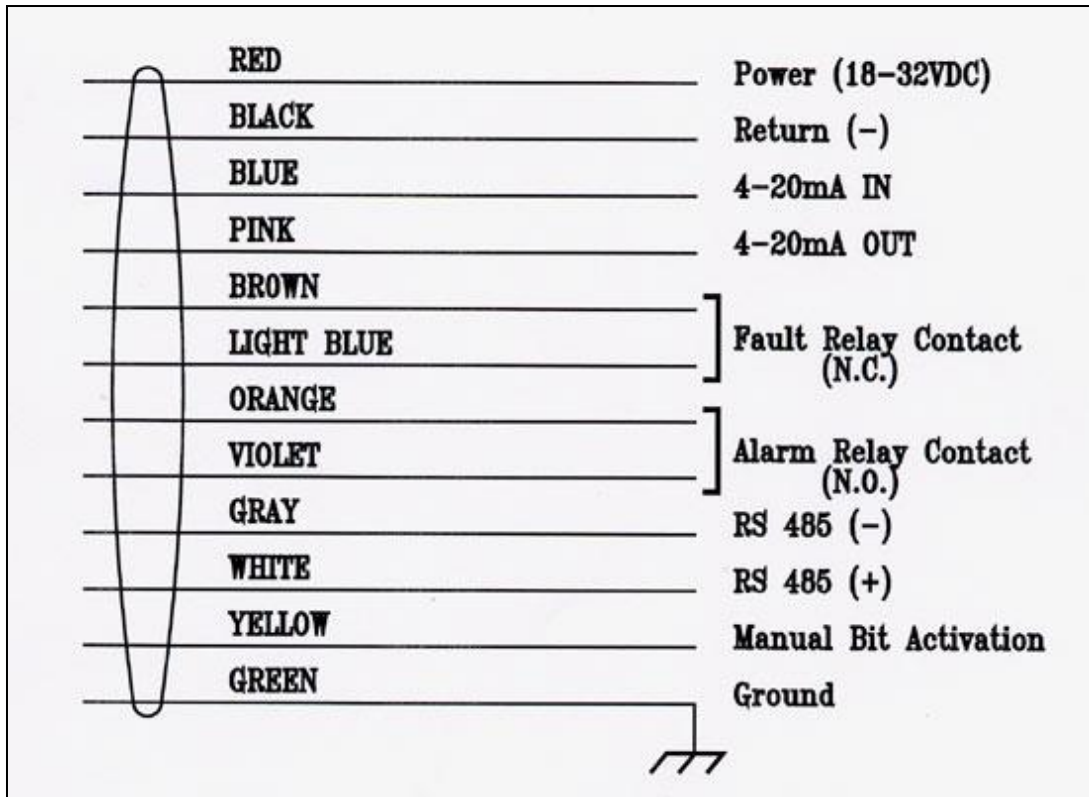 RED
Power (18-32VDC)
BLACK
Return (-)
BLUE
4-20mA IN
PINK
4-20mA OUT
BROWN
LIGHT BLUE
Fault Relay Contact
(N.C.)
ORANGE
VIOLET
Alarm Relay Contact
(N.O.)
GRAY
RS 485 (-)
WHITE
RS 485 (+)
YELLOW
Manual Bit Activation
GREEN
Ground